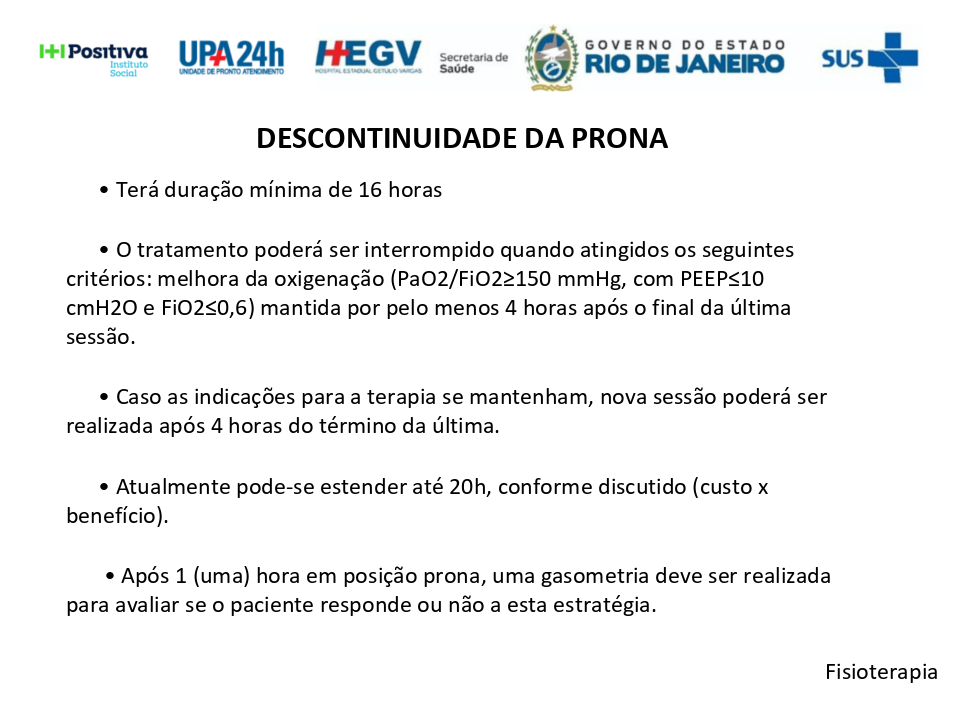 Positiva
Instituto
Social
UPA 24h
UNIDADE DE PRONTO ATENDIMENTO
HEGV
HOSPITAL ESTADUAL GETULIO VARGAS
Secretaria de
Saúde
GOVERNO DO ESTADO
RIO DE JANEIRO
SUS
DESCONTINUIDADE DA PRONA
• Terá duração mínima de 16 horas
• O tratamento poderá ser interrompido quando atingidos os seguintes
critérios: melhora da oxigenação (PaO2/FiO2≥150 mmHg, com PEEP≤10
cmH2O e FiO2≤0,6) mantida por pelo menos 4 horas após o final da última
sessão.
• Caso as indicações para a terapia se mantenham, nova sessão poderá ser
realizada após 4 horas do término da última.
• Atualmente pode-se estender até 20h, conforme discutido (custo x
benefício).
• Após 1 (uma) hora em posição prona, uma gasometria deve ser realizada
para avaliar se o paciente responde ou não a esta estratégia.
Fisioterapia